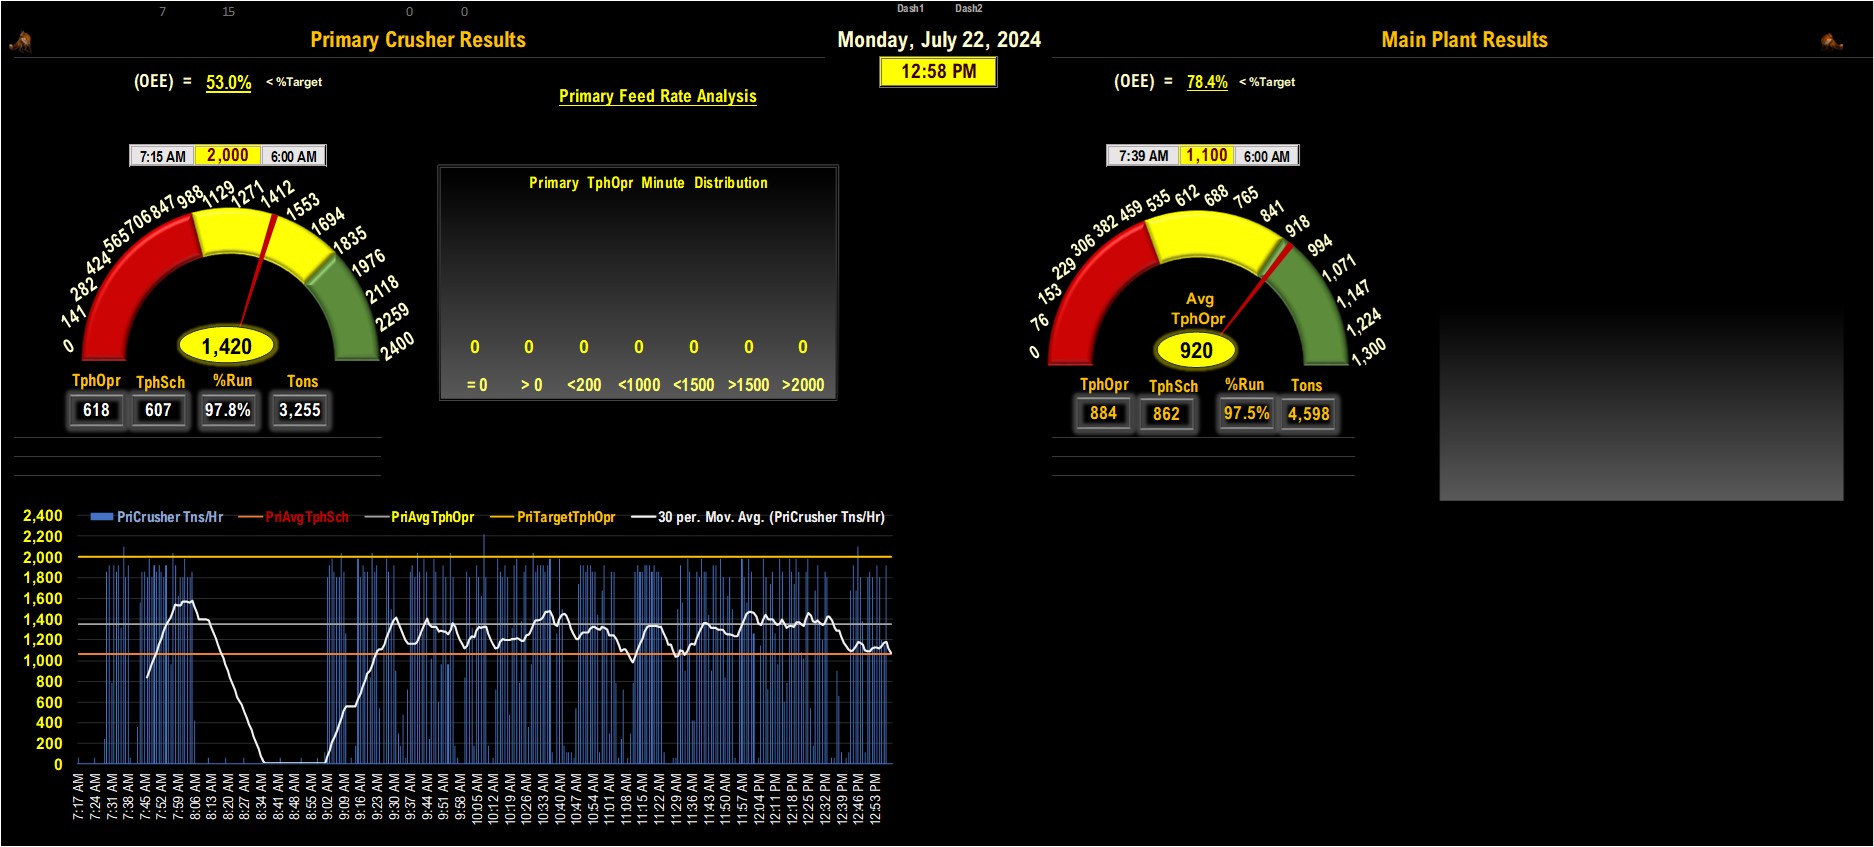 7 15 0 0 Dash1 Dash2
Primary Crusher Results
Monday, July 22, 2024
Main Plant Results
12:58 PM
(OEE) = 53.0% < %Target
Primary Feed Rate Analysis
(OEE) = 78.4% < %Target
7:15 AM 2,000 6:00 AM
7:39 AM 1,100 6:00 AM
0 141 282 424 565 706 847 988 1129 1271 1412 1553 1694 1835 1976 2118 2259 2400
1,420
TphOpr TphSch %Run Tons
618 607 97.8% 3,255
Primary TphOpr Minute Distribution
0 0 0 0 0 0 0
= 0 > 0 <200 <1000 <1500 >1500 >2000
0 76 153 229 306 382 459 535 612 688 765 841 918 994 1,071 1,147 1,224 1,300
Avg
TphOpr
920
TphOpr TphSch %Run Tons
884 862 97.5% 4,598
PriCrusher Tns/Hr PriAvgTphSch PriAvgTphOpr PriTargetTphOpr 30 per. Mov. Avg. (PriCrusher Tns/Hr)
2,400
2,200
2,000
1,800
1,600
1,400
1,200
1,000
800
600
400
200
0
7:17 AM 7:24 AM 7:31 AM 7:38 AM 7:45 AM 7:52 AM 7:59 AM 8:06 AM 8:13 AM 8:20 AM 8:27 AM 8:34 AM 8:41 AM 8:48 AM 8:55 AM 9:02 AM 9:09 AM 9:16 AM 9:23 AM 9:30 AM 9:37 AM 9:44 AM 9:51 AM 9:58 AM 10:05 AM 10:12 AM 10:19 AM 10:26 AM 10:33 AM 10:40 AM 10:47 AM 10:54 AM 11:01 AM 11:08 AM 11:15 AM 11:22 AM 11:29 AM 11:36 AM 11:43 AM 11:50 AM 11:57 AM 12:04 PM 12:11 PM 12:18 PM 12:25 PM 12:32 PM 12:39 PM 12:46 PM 12:53 PM